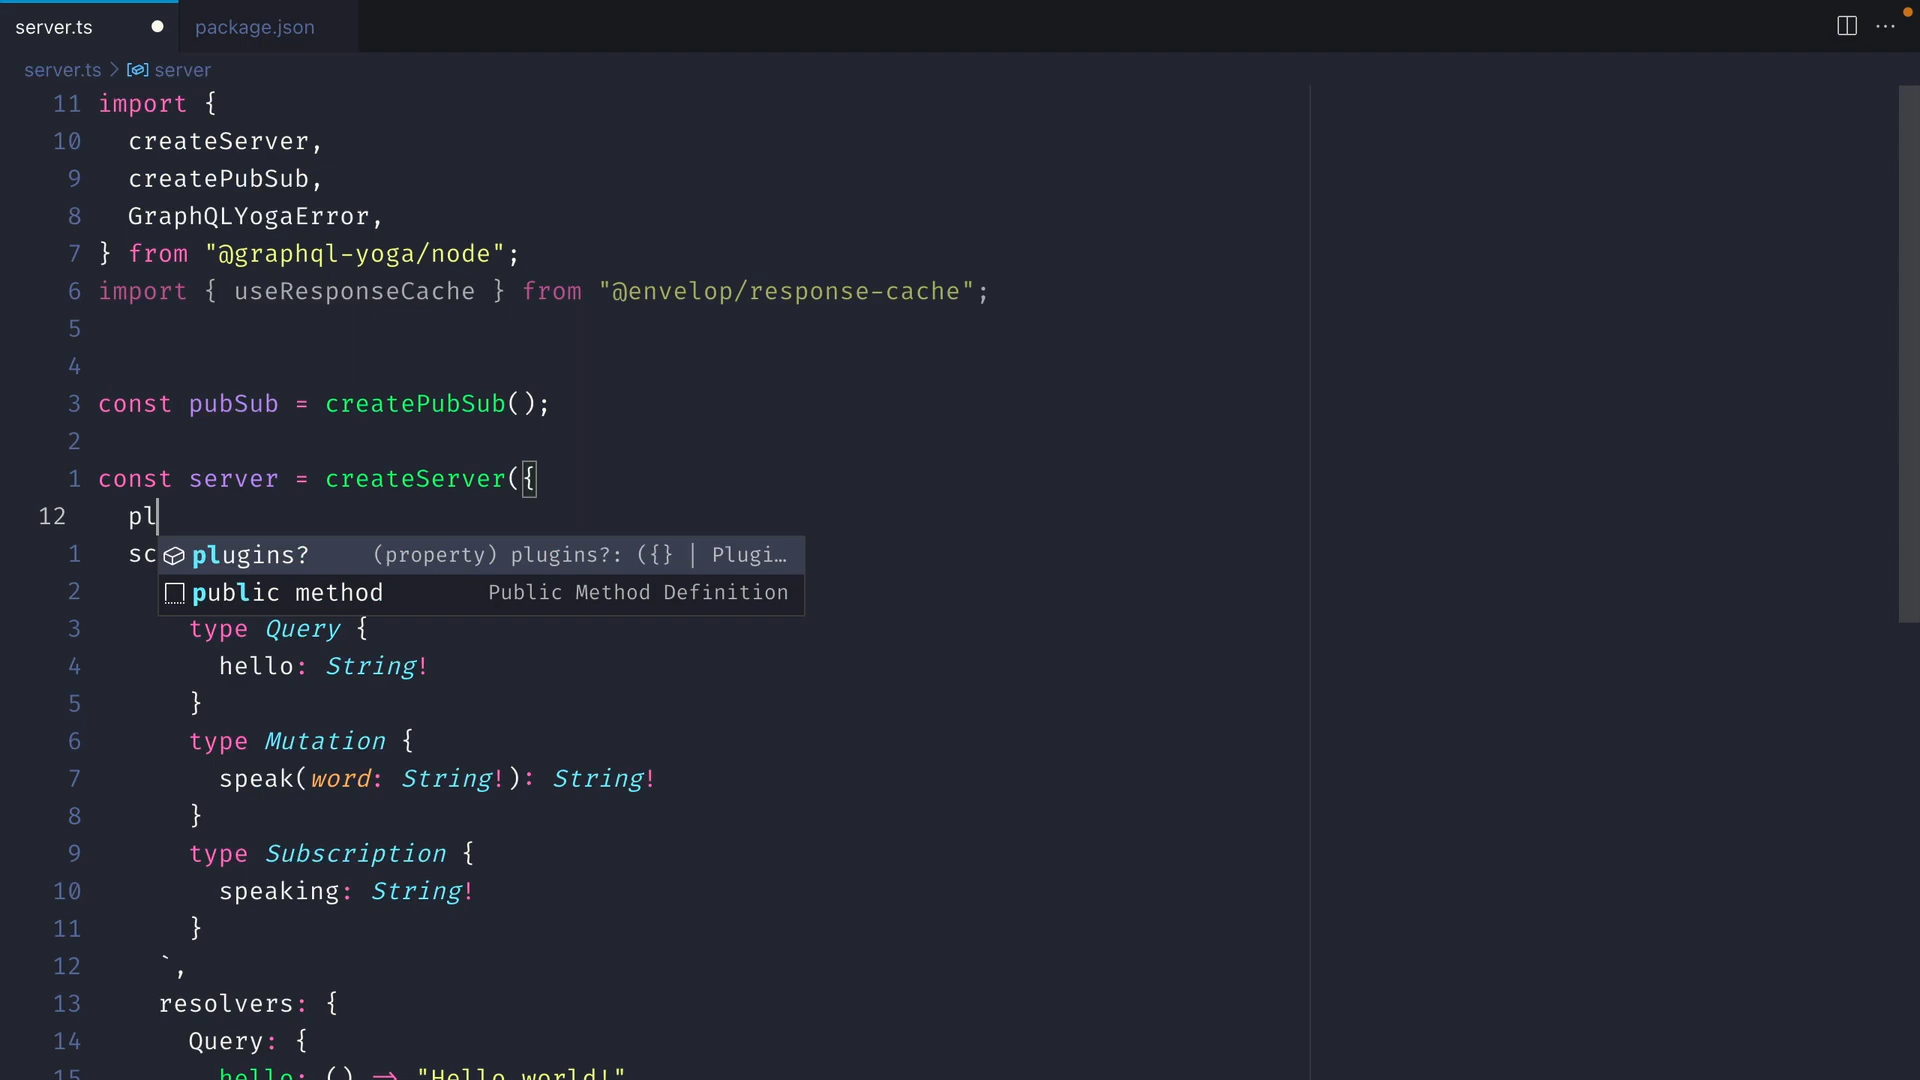 server.ts package.json
server.ts server
11 import {
10 createServer,
9 createPubSub,
8 GraphQLYogaError,
7 } from "@graphql-yoga/node";
6 import { useResponseCache } from "@envelop/response-cache";
5
4
3 const pubSub = createPubSub();
2
1 const server = createServer({
12 pl
1 sc plugins? (property) plugins?: ({} | Plugi…
2 public method Public Method Definition
3 type Query {
4 hello: String!
5 }
6 type Mutation {
7 speak(word: String!): String!
8 }
9 type Subscription {
10 speaking: String!
11 }
12 `,
13 resolvers: {
14 Query: {
15 hello: () => "Hello world!"